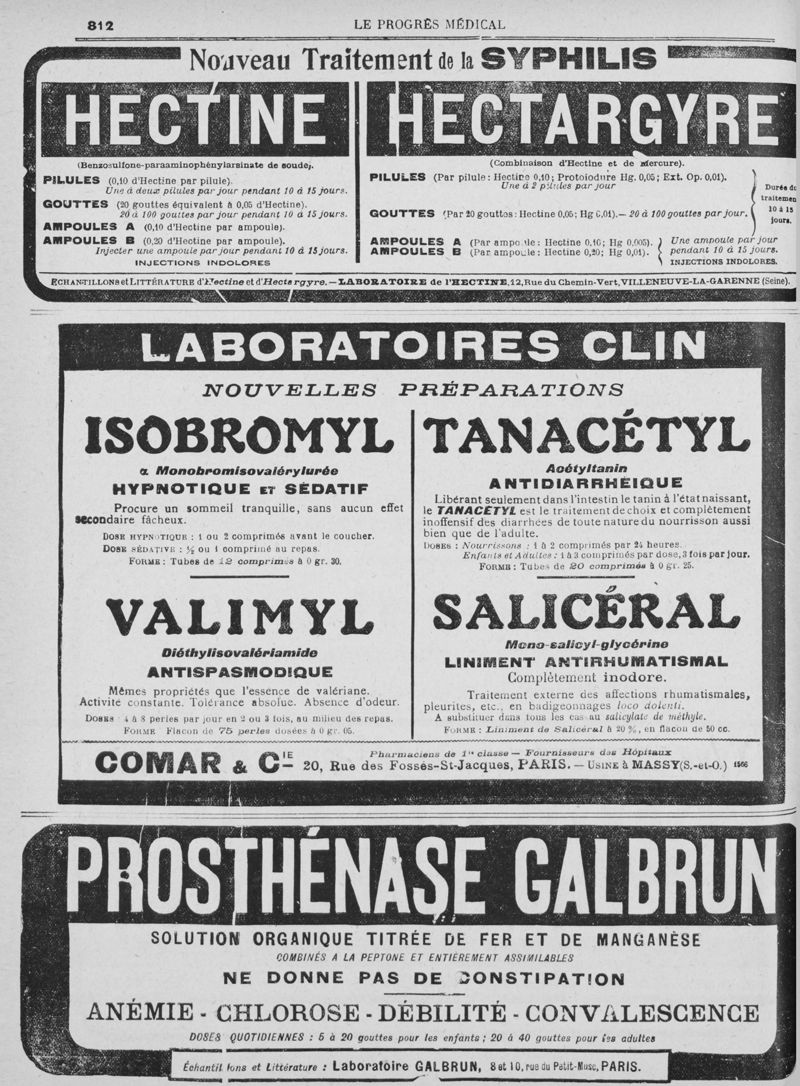 812
LE PROGRÈS MÉDICAL
Nouveau Traitement de la SYPHILIS
HECTINE
(Benzosulfone-paraaminophénylarsinate de soude).
PILULES (0,10 d'Hectine par pilule).
Une à deux pilules par jour pendant 10 à 15 jours.
GOUTTES (20 gouttes équivalent à 0,05 d'Hectine).
20 à 100 gouttes par jour pendant 10 à 15 jours.
AMPOULES A (0,10 d'Hectine par ampoule).
AMPOULES B (0,20 d'Hectine par ampoule).
Injecter une ampoule par jour pendant 10 à 15 jours.
INJECTIONS INDOLORES
HECTARGYRE
(Combinaison d'Hectine et de Mercure).
PILULES (Par pilule: Hectine 0,10; Protoiodure Hg. 0,05; Ext. Op. 0,01).
Une à 2 pilules par jour
GOUTTES (Par 20 gouttes: Hectine 0,05; Hg 0,01).— 20 à 100 gouttes par jour.
Durée du
traitement
10 à 15
jours.
AMPOULES A (Par ampoule: Hectine 0,10; Hg 0,005).
AMPOULES B (Par ampoule: Hectine 0,20; Hg 0,01).
Une ampoule par jour
pendant 10 à 15 jours.
INJECTIONS INDOLORES.
ECHANTILLONS et LITTÉRATURE d'Hectine et d'Hectargyre.—LABORATOIRE de l'HECTINE, 12, Rue du Chemin-Vert, VILLENEUVE-LA-GARENNE (Seine).
LABORATOIRES CLIN
NOUVELLES PRÉPARATIONS
ISOBROMYL
α Monobromisovalérylurée
HYPNOTIQUE ET SÉDATIF
Procure un sommeil tranquille, sans aucun effet
secondaire fâcheux.
DOSE HYPNOTIQUE : 1 ou 2 comprimés avant le coucher.
DOSE SÉDATIVE : ½ ou 1 comprimé au repas.
FORME : Tubes de 12 comprimés à 0 gr. 30.
TANACÉTYL
Acétyltanin
ANTIDIARRHÉIQUE
Libérant seulement dans l'intestin le tanin à l'état naissant,
le TANACÉTYL est le traitement de choix et complètement
inoffensif des diarrhées de toute nature du nourrisson aussi
bien que de l'adulte.
DOSES : Nourrissons : 1 à 2 comprimés par 24 heures.
Enfants et Adultes : 1 à 3 comprimés par dose, 3 fois par jour.
FORME : Tubes de 20 comprimés à 0 gr. 25.
VALIMYL
Diéthylisovalériamide
ANTISPASMODIQUE
Mêmes propriétés que l'essence de valériane.
Activité constante. Tolérance absolue. Absence d'odeur.
DOSES : 4 à 8 perles par jour en 2 ou 3 fois, au milieu des repas.
FORME Flacon de 75 perles dosées à 0 gr. 05.
SALICÉRAL
Mono-salicyl-glycérine
LINIMENT ANTIRHUMATISMAL
Complètement inodore.
Traitement externe des affections rhumatismales,
pleurites, etc., en badigeonnages loco dolenti.
A substituer dans tous les cas au salicylate de méthyle.
FORME : Liniment de Salicéral à 20 %, en flacon de 50 cc.
COMAR & CIE
Pharmaciens de 1re classe — Fournisseurs des Hôpitaux
20, Rue des Fossés-St-Jacques, PARIS. — USINE à MASSY (S.-et-O.) 1566
PROSTHÉNASE GALBRUN
SOLUTION ORGANIQUE TITRÉE DE FER ET DE MANGANÈSE
COMBINÉS A LA PEPTONE ET ENTIÈREMENT ASSIMILABLES
NE DONNE PAS DE CONSTIPATION
ANÉMIE - CHLOROSE - DÉBILITÉ - CONVALESCENCE
DOSES QUOTIDIENNES : 5 à 20 gouttes pour les enfants ; 20 à 40 gouttes pour les adultes
Échantillons et Littérature : Laboratoire GALBRUN, 8 et 10, rue du Petit-Musc, PARIS.